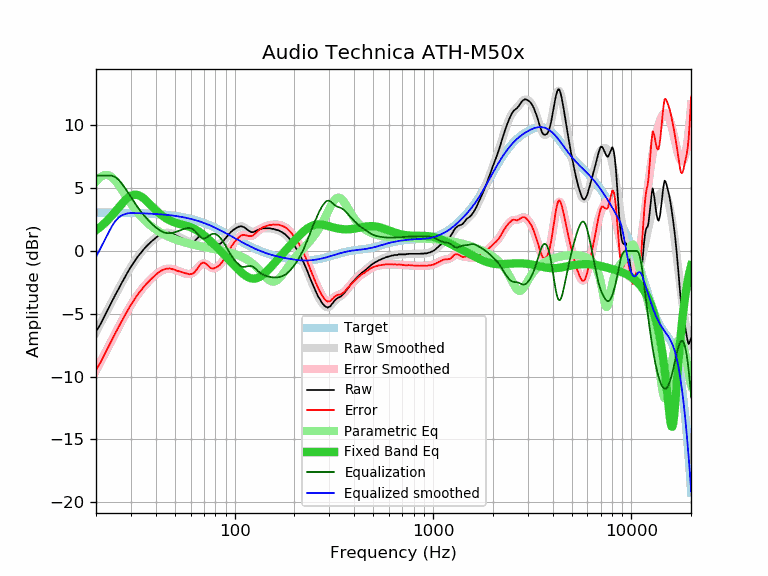 Audio Technica ATH-M50x
Amplitude (dBr)
10
5
0
−5
−10
−15
−20
Target
Raw Smoothed
Error Smoothed
Raw
Error
Parametric Eq
Fixed Band Eq
Equalization
Equalized smoothed
100
1000
10000
Frequency (Hz)